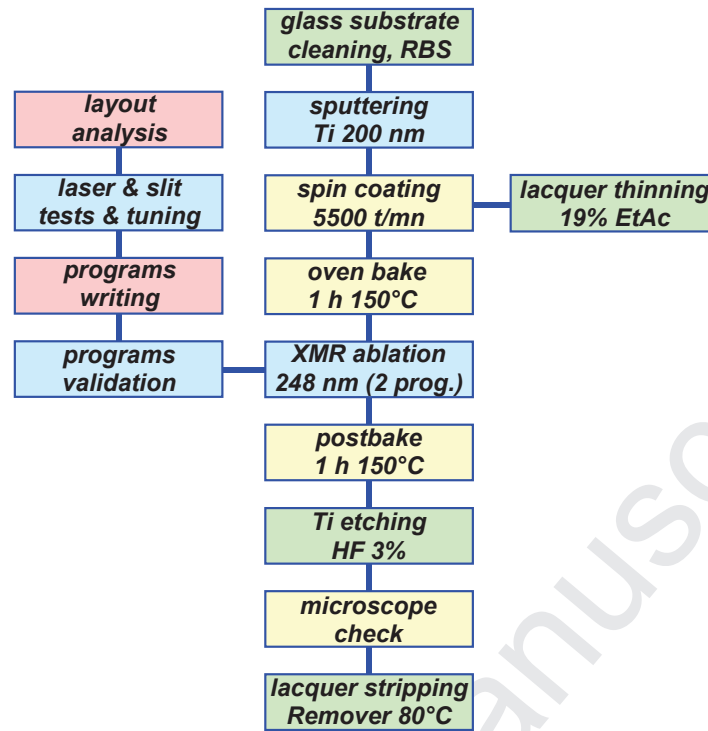 glass substrate
cleaning, RBS
layout
analysis
sputtering
Ti 200 nm
laser & slit
tests & tuning
spin coating
5500 t/mn
lacquer thinning
19% EtAc
programs
writing
oven bake
1 h 150°C
programs
validation
XMR ablation
248 nm (2 prog.)
postbake
1 h 150°C
Ti etching
HF 3%
microscope
check
lacquer stripping
Remover 80°C